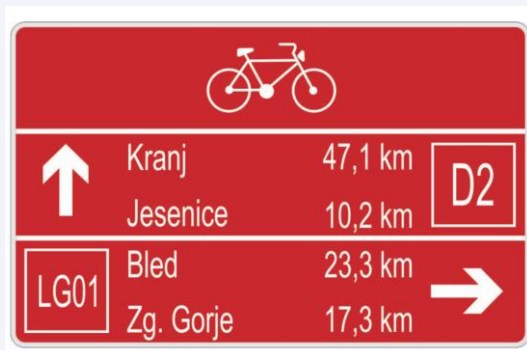 Kranj 47,1 km
D2
Jesenice 10,2 km
LG01
Bled 23,3 km
Zg. Gorje 17,3 km